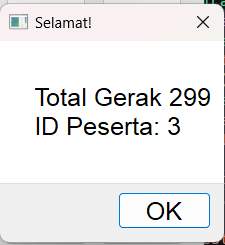 Selamat!
Total Gerak 299
ID Peserta: 3
OK